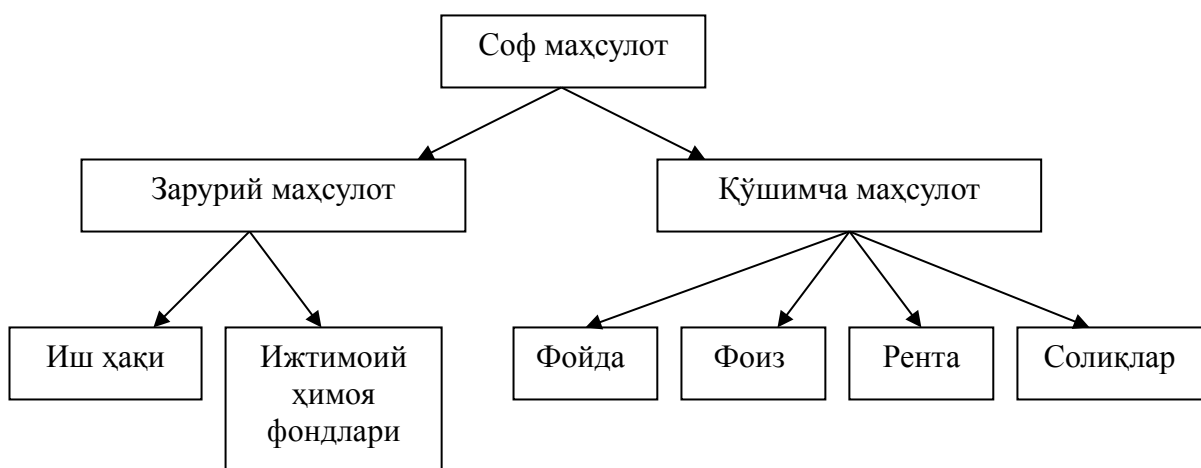 Соф маҳсулот
Зарурий маҳсулот
Қўшимча маҳсулот
Иш ҳақи
Ижтимоий
ҳимоя
фондлари
Фойда
Фоиз
Рента
Солиқлар